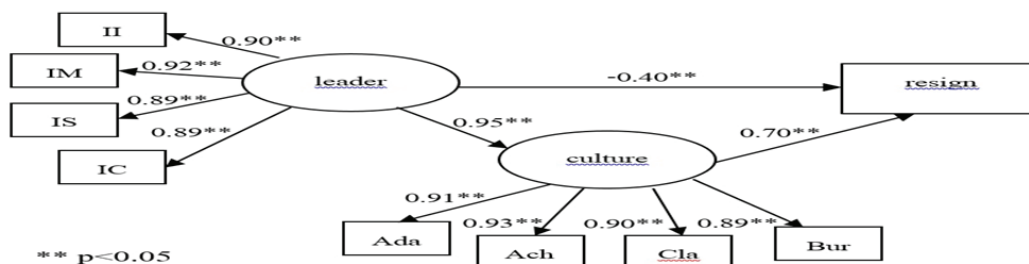 II
0.90**
IM
0.92**
leader
-0.40**
resign
0.89**
IS
0.89**
0.95**
0.70**
IC
culture
0.91**
0.93**
0.90**
0.89**
Ada
Ach
Cla
Bur
** p<0.05